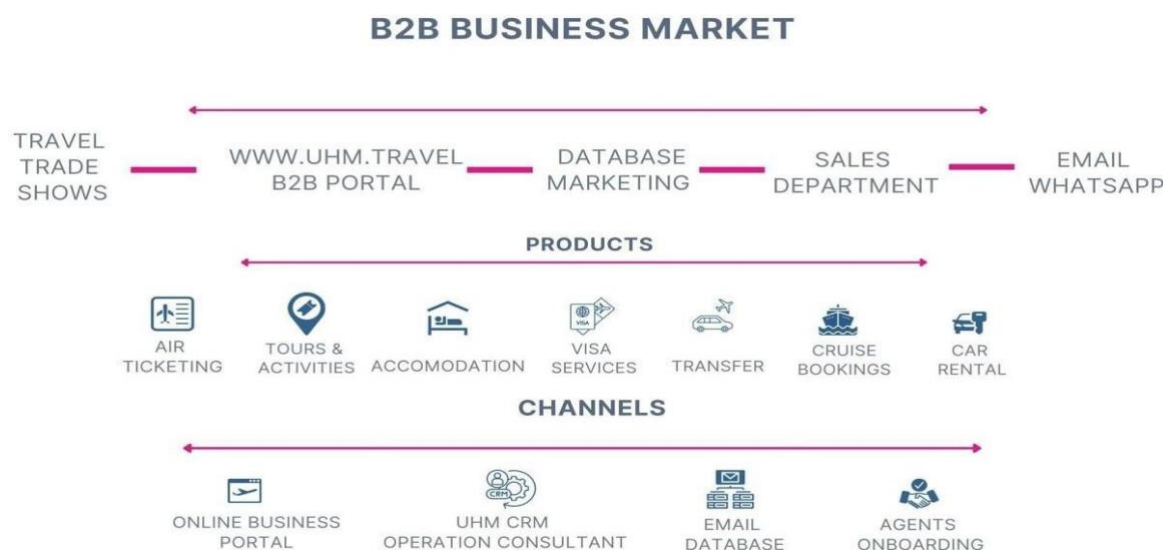 B2B BUSINESS MARKET
TRAVEL
TRADE
SHOWS
WWW.UHM.TRAVEL
B2B PORTAL
DATABASE
MARKETING
SALES
DEPARTMENT
EMAIL
WHATSAPP
PRODUCTS
AIR
TICKETING
TOURS &
ACTIVITIES
ACCOMODATION
VISA
VISA
SERVICES
TRANSFER
CRUISE
BOOKINGS
CAR
RENTAL
CHANNELS
ONLINE BUSINESS
PORTAL
CRM
UHM CRM
OPERATION CONSULTANT
EMAIL
DATABASE
AGENTS
ONBOARDING